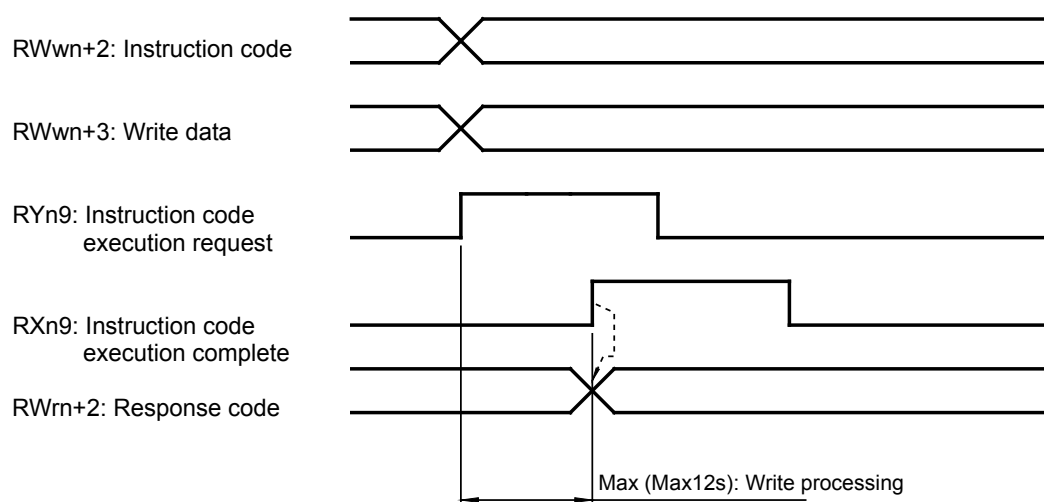 RWwn+2: Instruction code
RWwn+3: Write data
RYn9: Instruction code
execution request
RXn9: Instruction code
execution complete
RWrn+2: Response code
Max (Max12s): Write processing